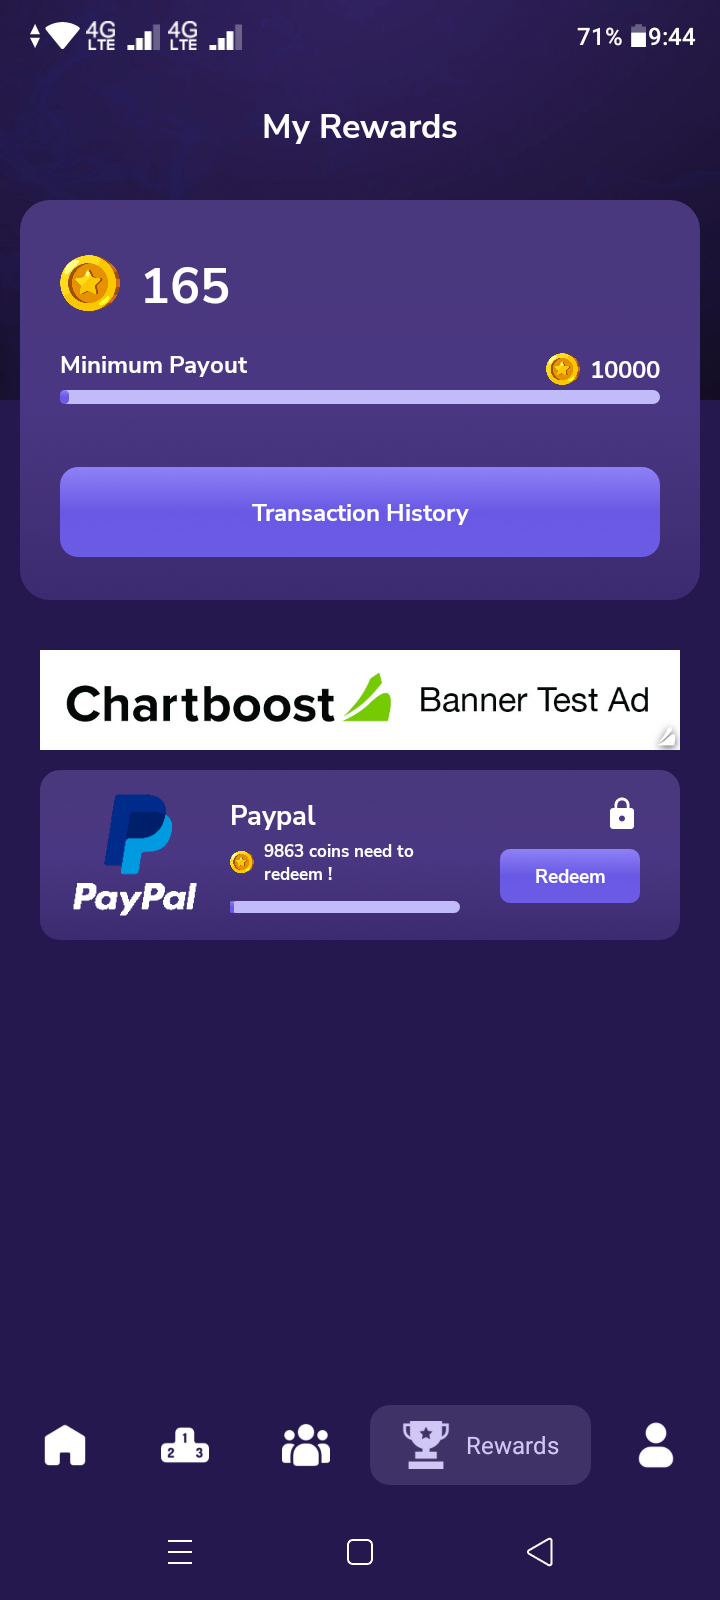 4G LTE 4G LTE 71% 9:44
My Rewards
165
Minimum Payout 10000
Transaction History
Chartboost Banner Test Ad
PayPal
Paypal
9863 coins need to
redeem !
Redeem
1 2 3
Rewards